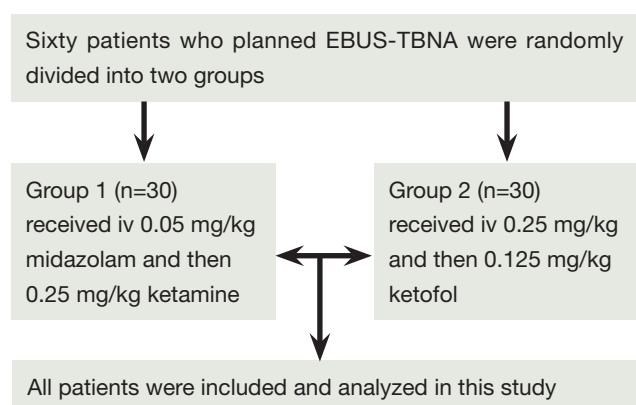 Sixty patients who planned EBUS-TBNA were randomly
divided into two groups
Group 1 (n=30)
received iv 0.05 mg/kg
midazolam and then
0.25 mg/kg ketamine
Group 2 (n=30)
received iv 0.25 mg/kg
and then 0.125 mg/kg
ketofol
All patients were included and analyzed in this study